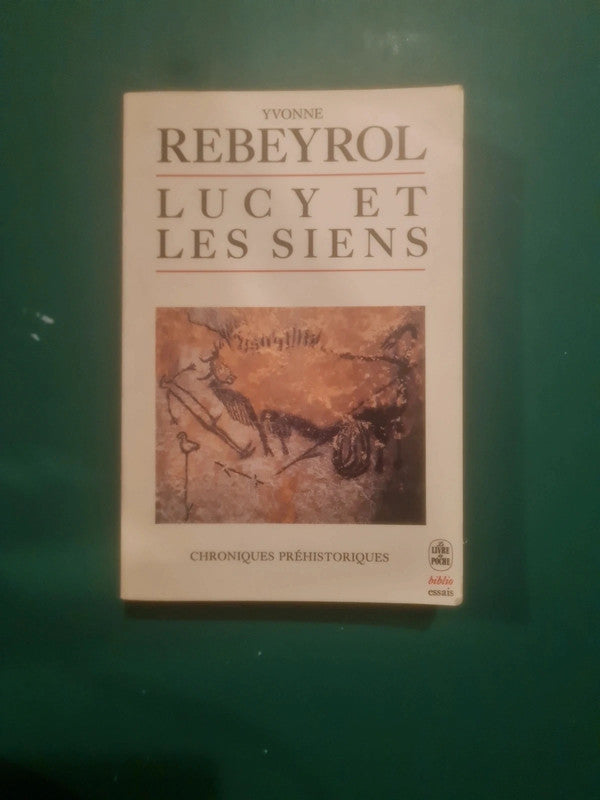 YVONNE
REBEYROL
LUCY ET
LES SIENS
CHRONIQUES PRÉHISTORIQUES
Le
LIVRE
de
POCHE
biblio
essais